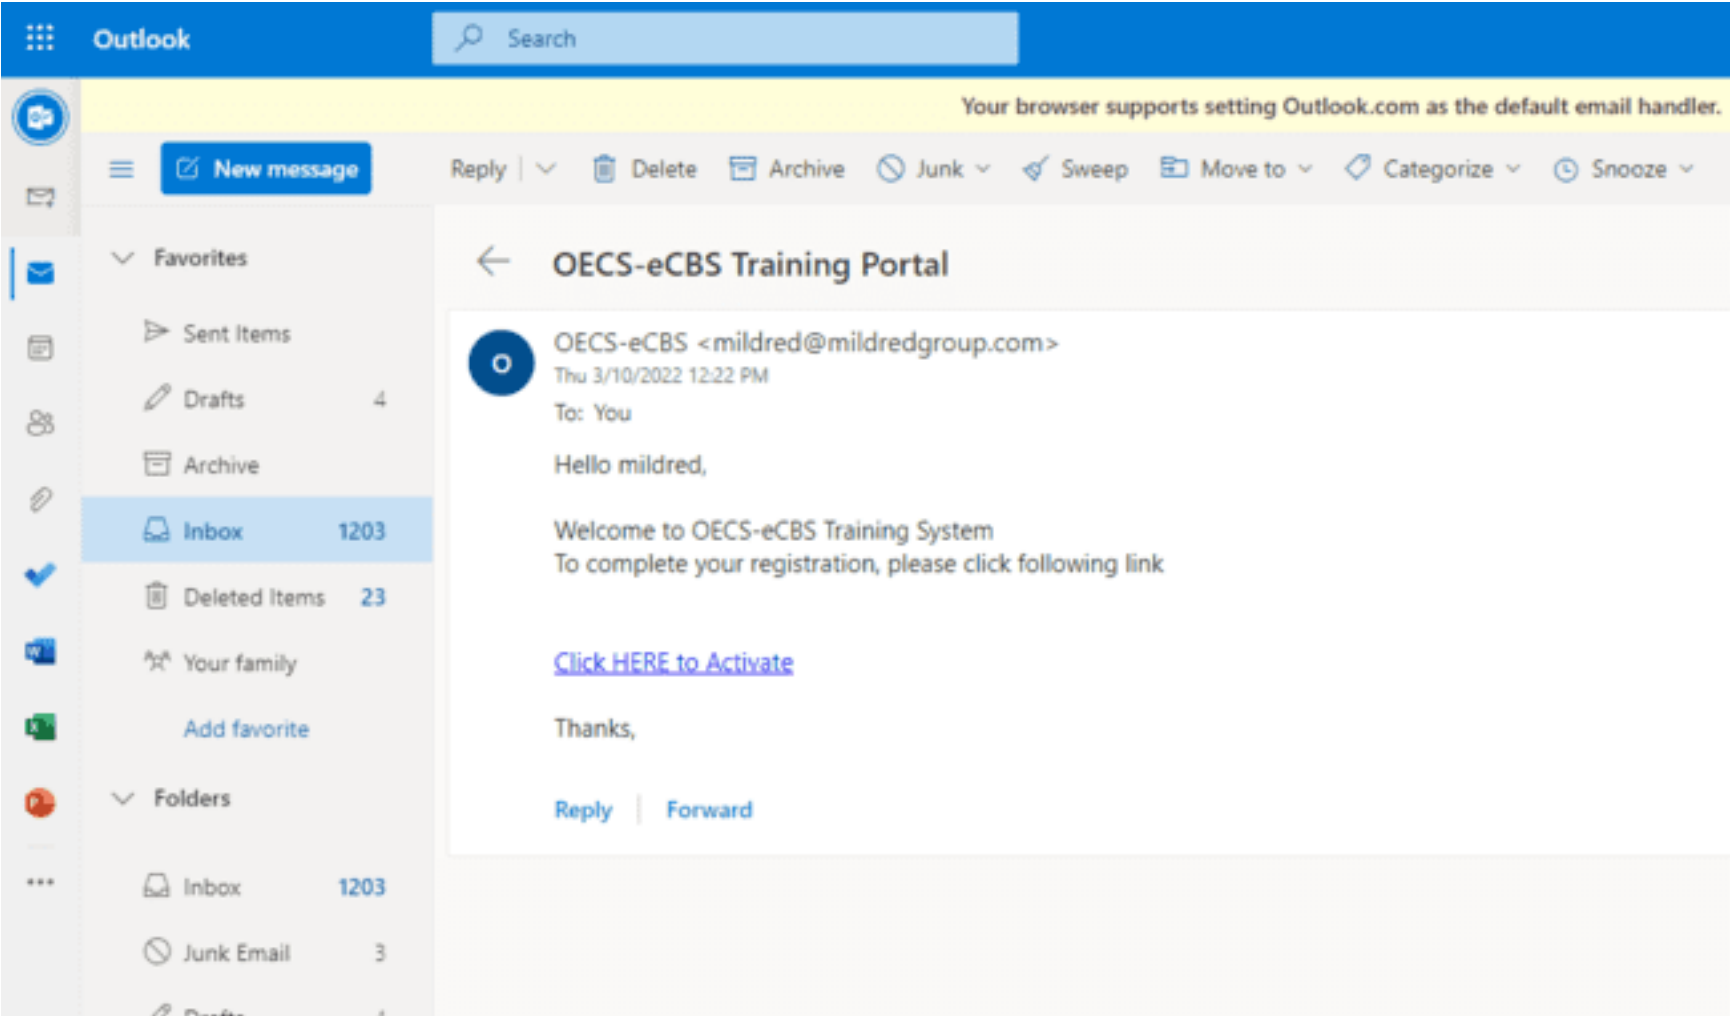 Outlook
Search
Your browser supports setting Outlook.com as the default email handler.
New message
Reply
Delete
Archive
Junk
Sweep
Move to
Categorize
Snooze
Favorites
Sent Items
Drafts 4
Archive
Inbox 1203
Deleted Items 23
Your family
Add favorite
Folders
Inbox 1203
Junk Email 3
Drafts
OECS-eCBS Training Portal
O
OECS-eCBS <mildred@mildredgroup.com>
Thu 3/10/2022 12:22 PM
To: You
Hello mildred,
Welcome to OECS-eCBS Training System
To complete your registration, please click following link
Click HERE to Activate
Thanks,
Reply Forward